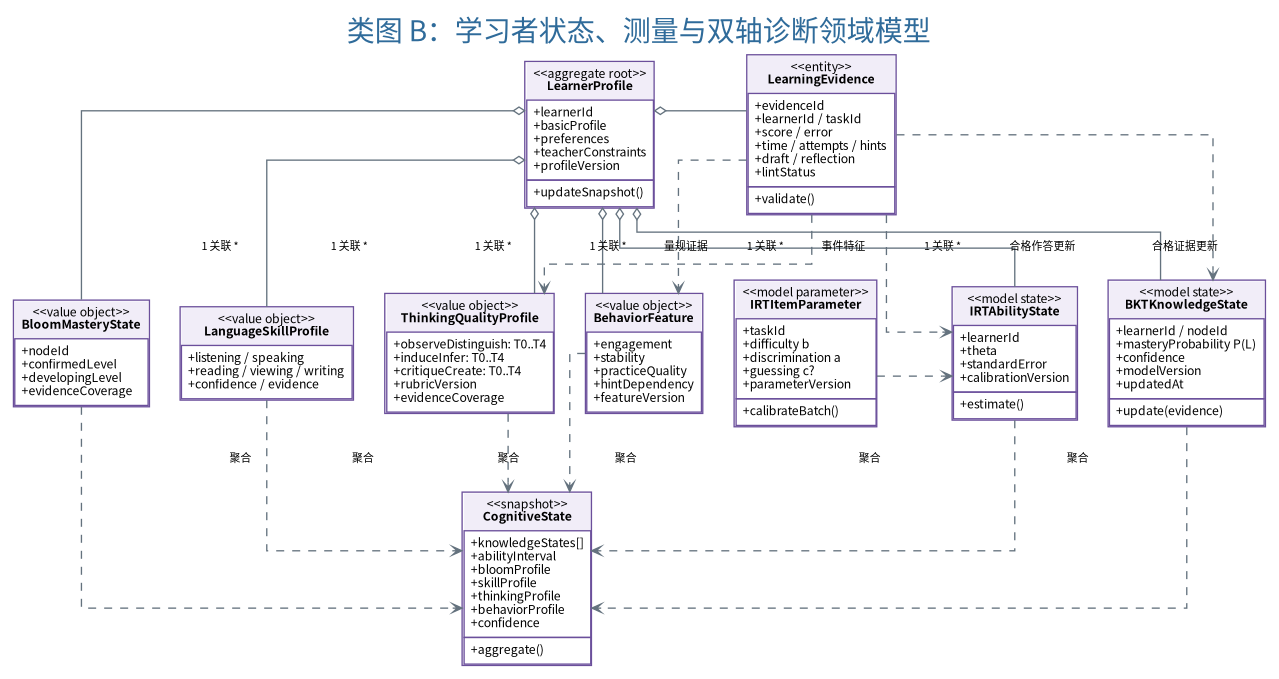 类图 B：学习者状态、测量与双轴诊断领域模型
<<aggregate root>>
LearnerProfile
+learnerId
+basicProfile
+preferences
+teacherConstraints
+profileVersion
+updateSnapshot()
<<entity>>
LearningEvidence
+evidenceId
+learnerId / taskId
+score / error
+time / attempts / hints
+draft / reflection
+lintStatus
+validate()
1 关联 *
1 关联 *
1 关联 *
1 关联 *
量规证据
1 关联 *
事件特征
1 关联 *
合格作答更新
合格证据更新
<<value object>>
BloomMasteryState
+nodeId
+confirmedLevel
+developingLevel
+evidenceCoverage
<<value object>>
LanguageSkillProfile
+listening / speaking
+reading / viewing / writing
+confidence / evidence
<<value object>>
ThinkingQualityProfile
+observeDistinguish: T0..T4
+induceInfer: T0..T4
+critiqueCreate: T0..T4
+rubricVersion
+evidenceCoverage
<<value object>>
BehaviorFeature
+engagement
+stability
+practiceQuality
+hintDependency
+featureVersion
<<model parameter>>
IRTItemParameter
+taskId
+difficulty b
+discrimination a
+guessing c?
+parameterVersion
+calibrateBatch()
<<model state>>
IRTAbilityState
+learnerId
+theta
+standardError
+calibrationVersion
+estimate()
<<model state>>
BKTKnowledgeState
+learnerId / nodeId
+masteryProbability P(L)
+confidence
+modelVersion
+updatedAt
+update(evidence)
聚合
聚合
聚合
聚合
聚合
聚合
<<snapshot>>
CognitiveState
+knowledgeStates[]
+abilityInterval
+bloomProfile
+skillProfile
+thinkingProfile
+behaviorProfile
+confidence
+aggregate()